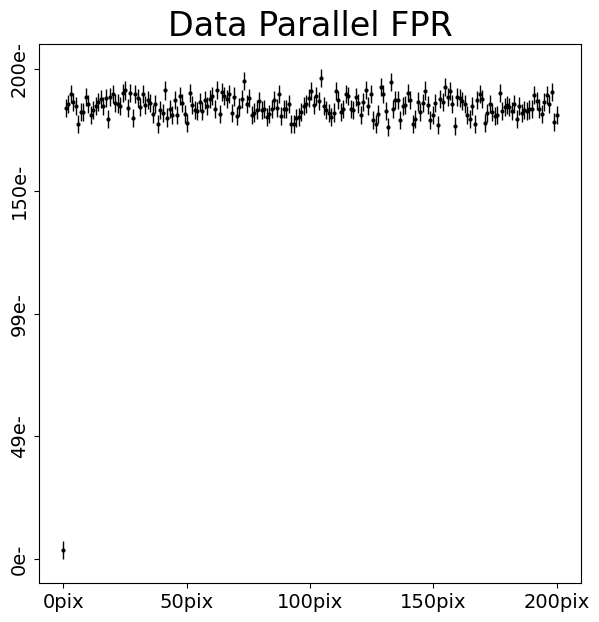 Data Parallel FPR
200e-
150e-
99e-
49e-
0e-
0pix 50pix 100pix 150pix 200pix